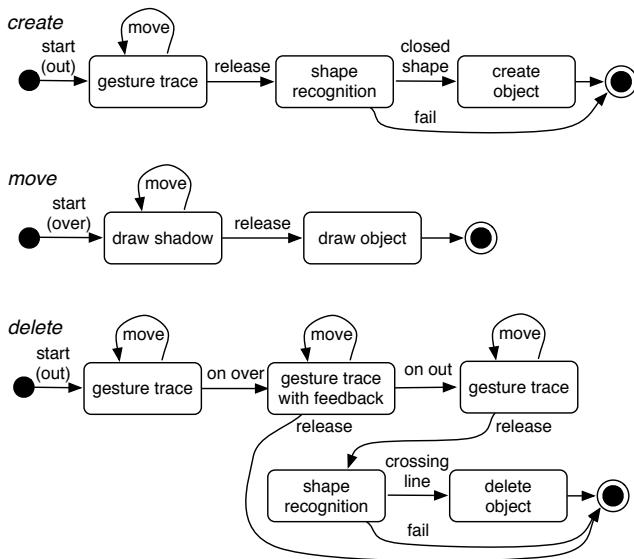 create
move
start
(out)
gesture trace
release
shape
recognition
closed
shape
create
object
fail
move
move
start
(over)
draw shadow
release
draw object
delete
move
move
move
start
(out)
gesture trace
on over
gesture trace
with feedback
on out
gesture trace
release
release
shape
recognition
crossing
line
delete
object
fail